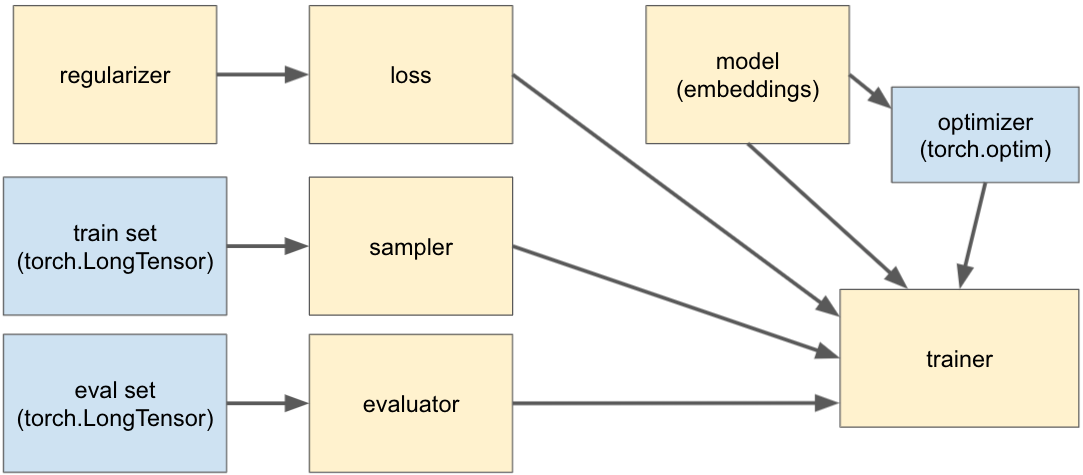 regularizer
loss
model
(embeddings)
optimizer
(torch.optim)
train set
(torch.LongTensor)
sampler
eval set
(torch.LongTensor)
evaluator
trainer